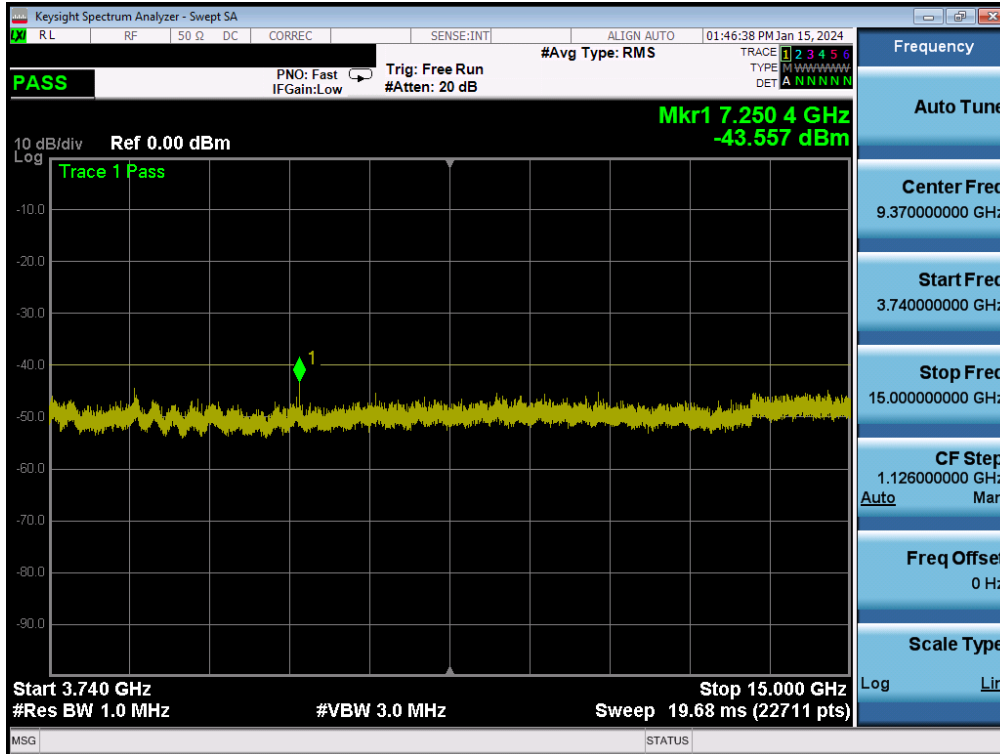 Keysight Spectrum Analyzer - Swept SA
LXI RL RF 50 Ω DC CORREC SENSE:INT ALIGN AUTO 01:46:38 PM Jan 15, 2024
PASS
PNO: Fast
IFGain:Low
Trig: Free Run
#Atten: 20 dB
#Avg Type: RMS
TRACE 1 2 3 4 5 6
TYPE M WWWWW
DET A N N N N N
Mkr1 7.250 4 GHz
-43.557 dBm
10 dB/div Ref 0.00 dBm
Log
Trace 1 Pass
1
-10.0
-20.0
-30.0
-40.0
-50.0
-60.0
-70.0
-80.0
-90.0
Start 3.740 GHz Stop 15.000 GHz
#Res BW 1.0 MHz #VBW 3.0 MHz Sweep 19.68 ms (22711 pts)
MSG STATUS
Frequency
Auto Tune
Center Freq
9.370000000 GHz
Start Freq
3.740000000 GHz
Stop Freq
15.000000000 GHz
CF Step
1.126000000 GHz
Auto Man
Freq Offset
0 Hz
Scale Type
Log Lin